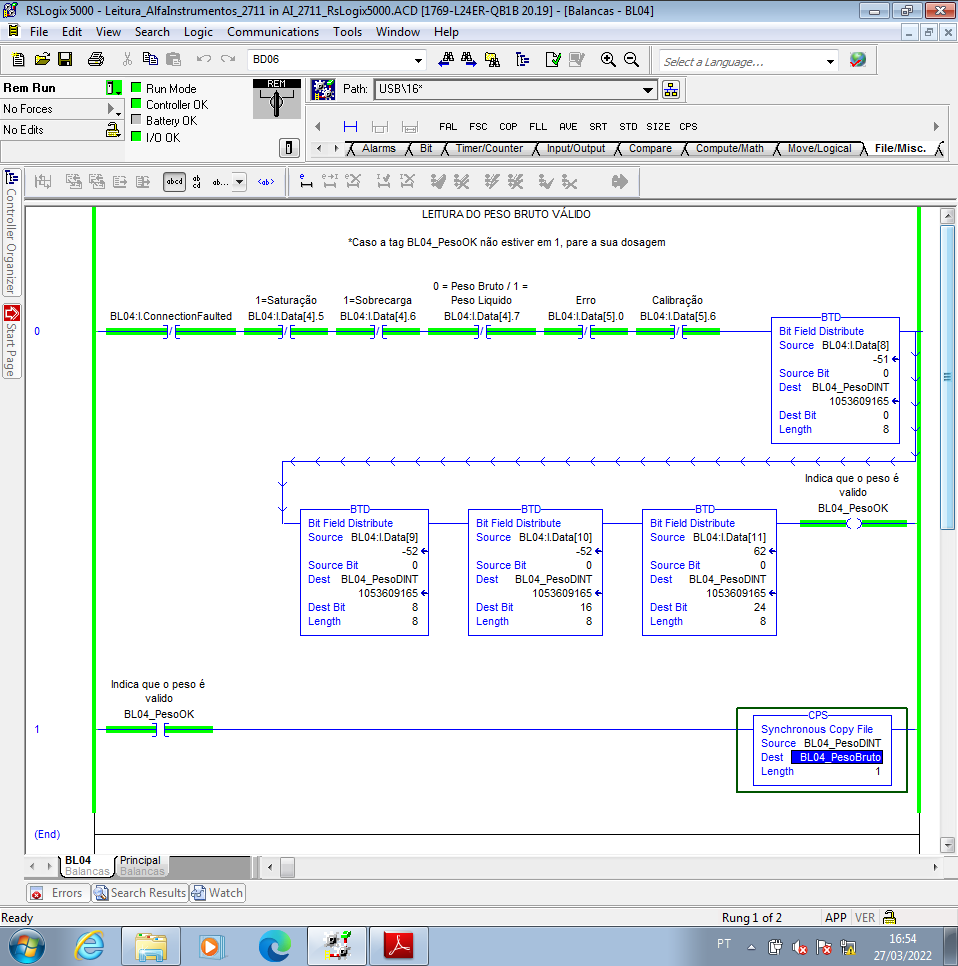 RSLogix 5000 - Leitura_AlfaInstrumentos_2711 in AI_2711_RsLogix5000.ACD [1769-L24ER-QB1B 20.19] - [Balancas - BL04]
File Edit View Search Logic Communications Tools Window Help
BD06
Select a Language...
Rem Run
Run Mode
REM
Path: USB\16*
No Forces
Controller OK
No Edits
Battery OK
I/O OK
FAL FSC COP FLL AVE SRT STD SIZE CPS
Alarms Bit Timer/Counter Input/Output Compare Compute/Math Move/Logical File/Misc.
abcd
ab
cd
ab...
<ab>
Controller Organizer
Start Page
LEITURA DO PESO BRUTO VÁLIDO
*Caso a tag BL04_PesoOK não estiver em 1, pare a sua dosagem
0 = Peso Bruto / 1 =
1=Saturação 1=Sobrecarga Peso Liquido Erro Calibração
BL04:I.ConnectionFaulted BL04:I.Data[4].5 BL04:I.Data[4].6 BL04:I.Data[4].7 BL04:I.Data[5].0 BL04:I.Data[5].6
0
BTD
Bit Field Distribute
Source BL04:I.Data[8]
-51
Source Bit 0
Dest BL04_PesoDINT
1053609165
Dest Bit 0
Length 8
BTD
Bit Field Distribute
Source BL04:I.Data[9]
-52
Source Bit 0
Dest BL04_PesoDINT
1053609165
Dest Bit 8
Length 8
BTD
Bit Field Distribute
Source BL04:I.Data[10]
-52
Source Bit 0
Dest BL04_PesoDINT
1053609165
Dest Bit 16
Length 8
BTD
Bit Field Distribute
Source BL04:I.Data[11]
62
Source Bit 0
Dest BL04_PesoDINT
1053609165
Dest Bit 24
Length 8
Indica que o peso é
valido
BL04_PesoOK
Indica que o peso é
valido
BL04_PesoOK
1
CPS
Synchronous Copy File
Source BL04_PesoDINT
Dest BL04_PesoBruto
Length 1
(End)
BL04
Balancas
Principal
Balancas
Errors Search Results Watch
Ready
Rung 1 of 2
APP VER
PT
16:54
27/03/2022